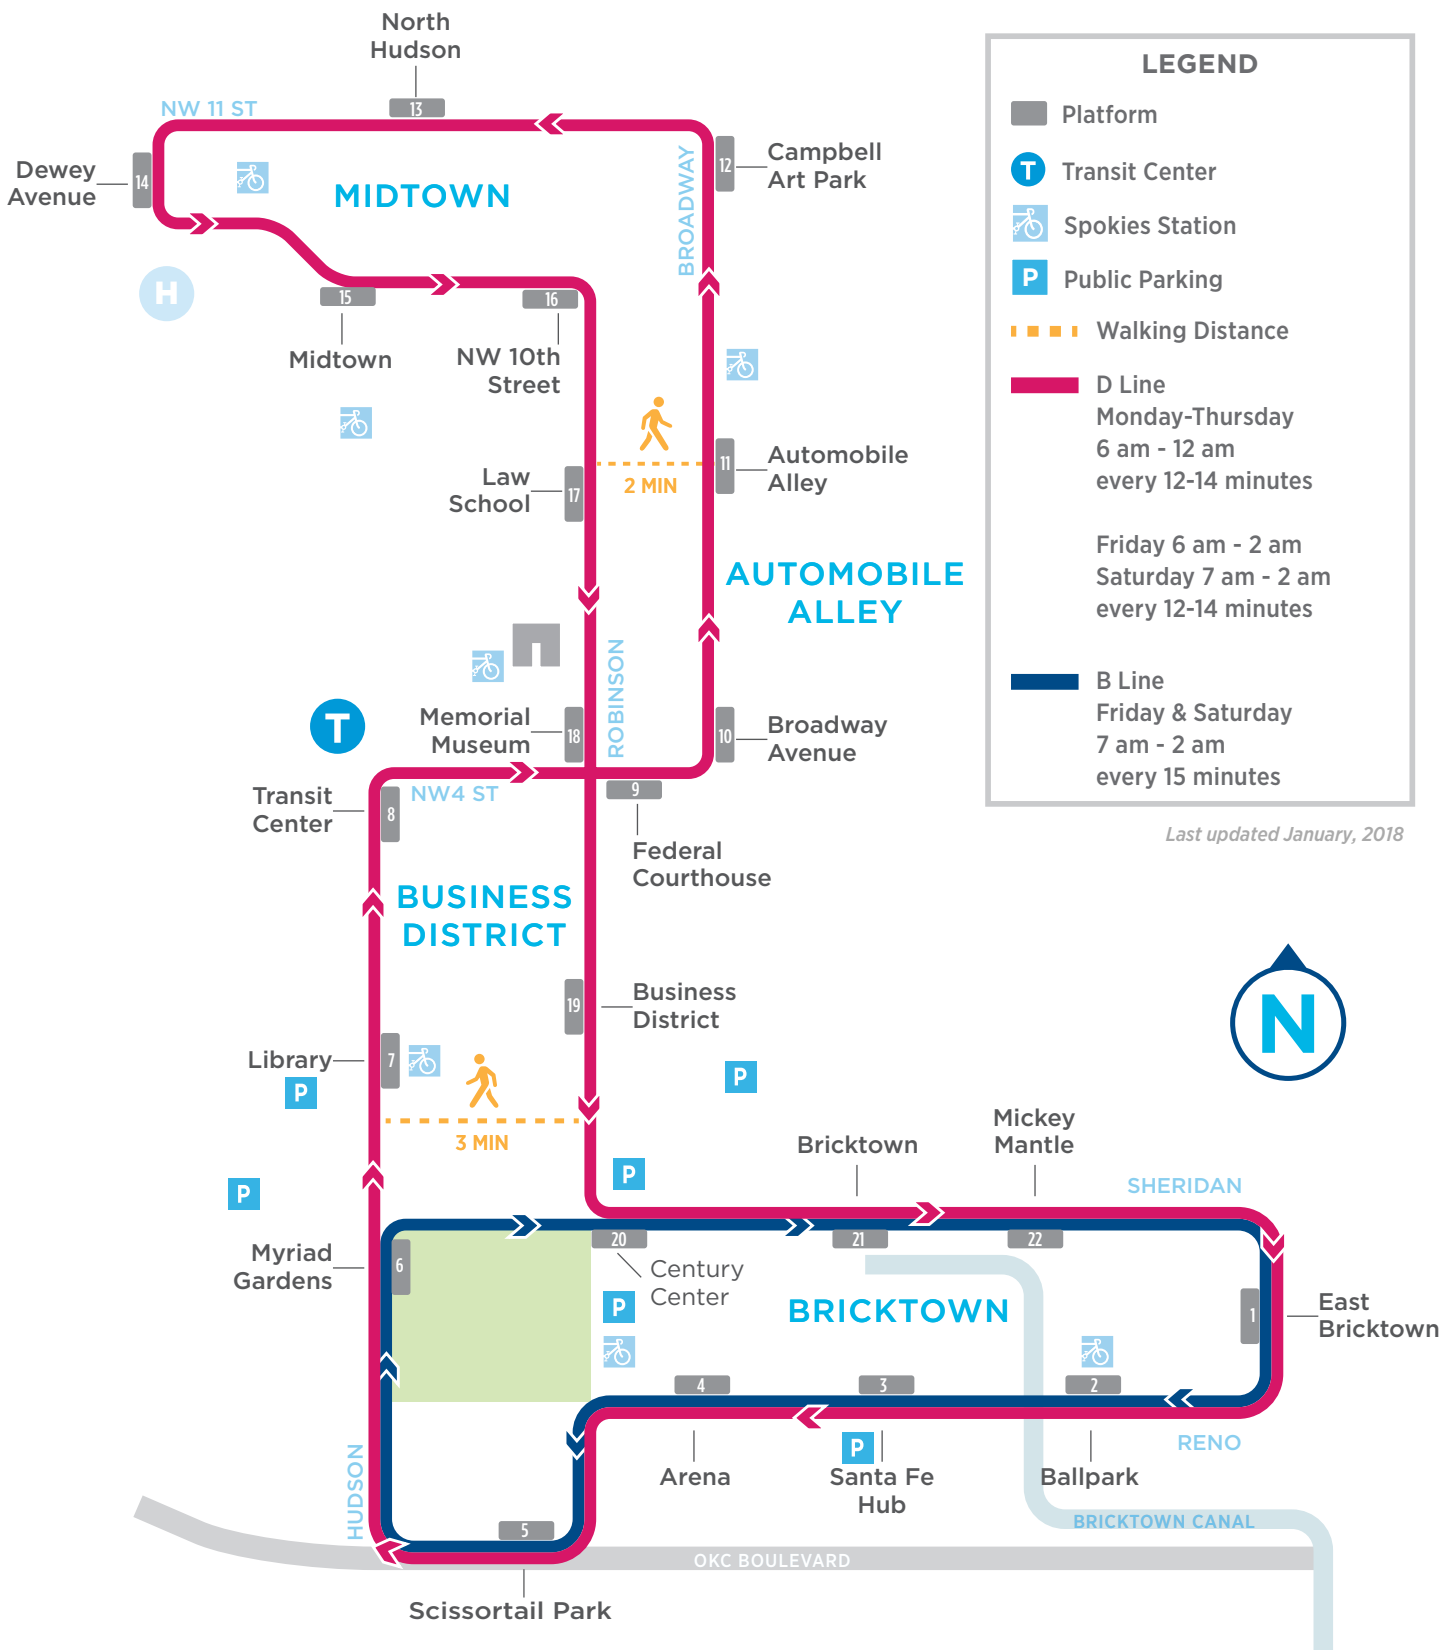 North
Hudson
13
NW 11 ST
Dewey
Avenue
14
MIDTOWN
BROADWAY
12
Campbell
Art Park
H
15
Midtown
16
NW 10th
Street
Law
School
17
2 MIN
11
Automobile
Alley
AUTOMOBILE
ALLEY
ROBINSON
T
Memorial
Museum
18
10
Broadway
Avenue
NW4 ST
Transit
Center
8
9
Federal
Courthouse
BUSINESS
DISTRICT
19
Business
District
Library
7
P
P
3 MIN
P
P
Bricktown
Mickey
Mantle
SHERIDAN
Myriad
Gardens
6
20
21
22
Century
Center
P
BRICKTOWN
1
East
Bricktown
4
3
2
HUDSON
Arena
P
Santa Fe
Hub
Ballpark
RENO
5
BRICKTOWN CANAL
OKC BOULEVARD
Scissortail Park
LEGEND
Platform
T
Transit Center
Spokies Station
P
Public Parking
Walking Distance
D Line
Monday-Thursday
6 am - 12 am
every 12-14 minutes
Friday 6 am - 2 am
Saturday 7 am - 2 am
every 12-14 minutes
B Line
Friday & Saturday
7 am - 2 am
every 15 minutes
Last updated January, 2018
N